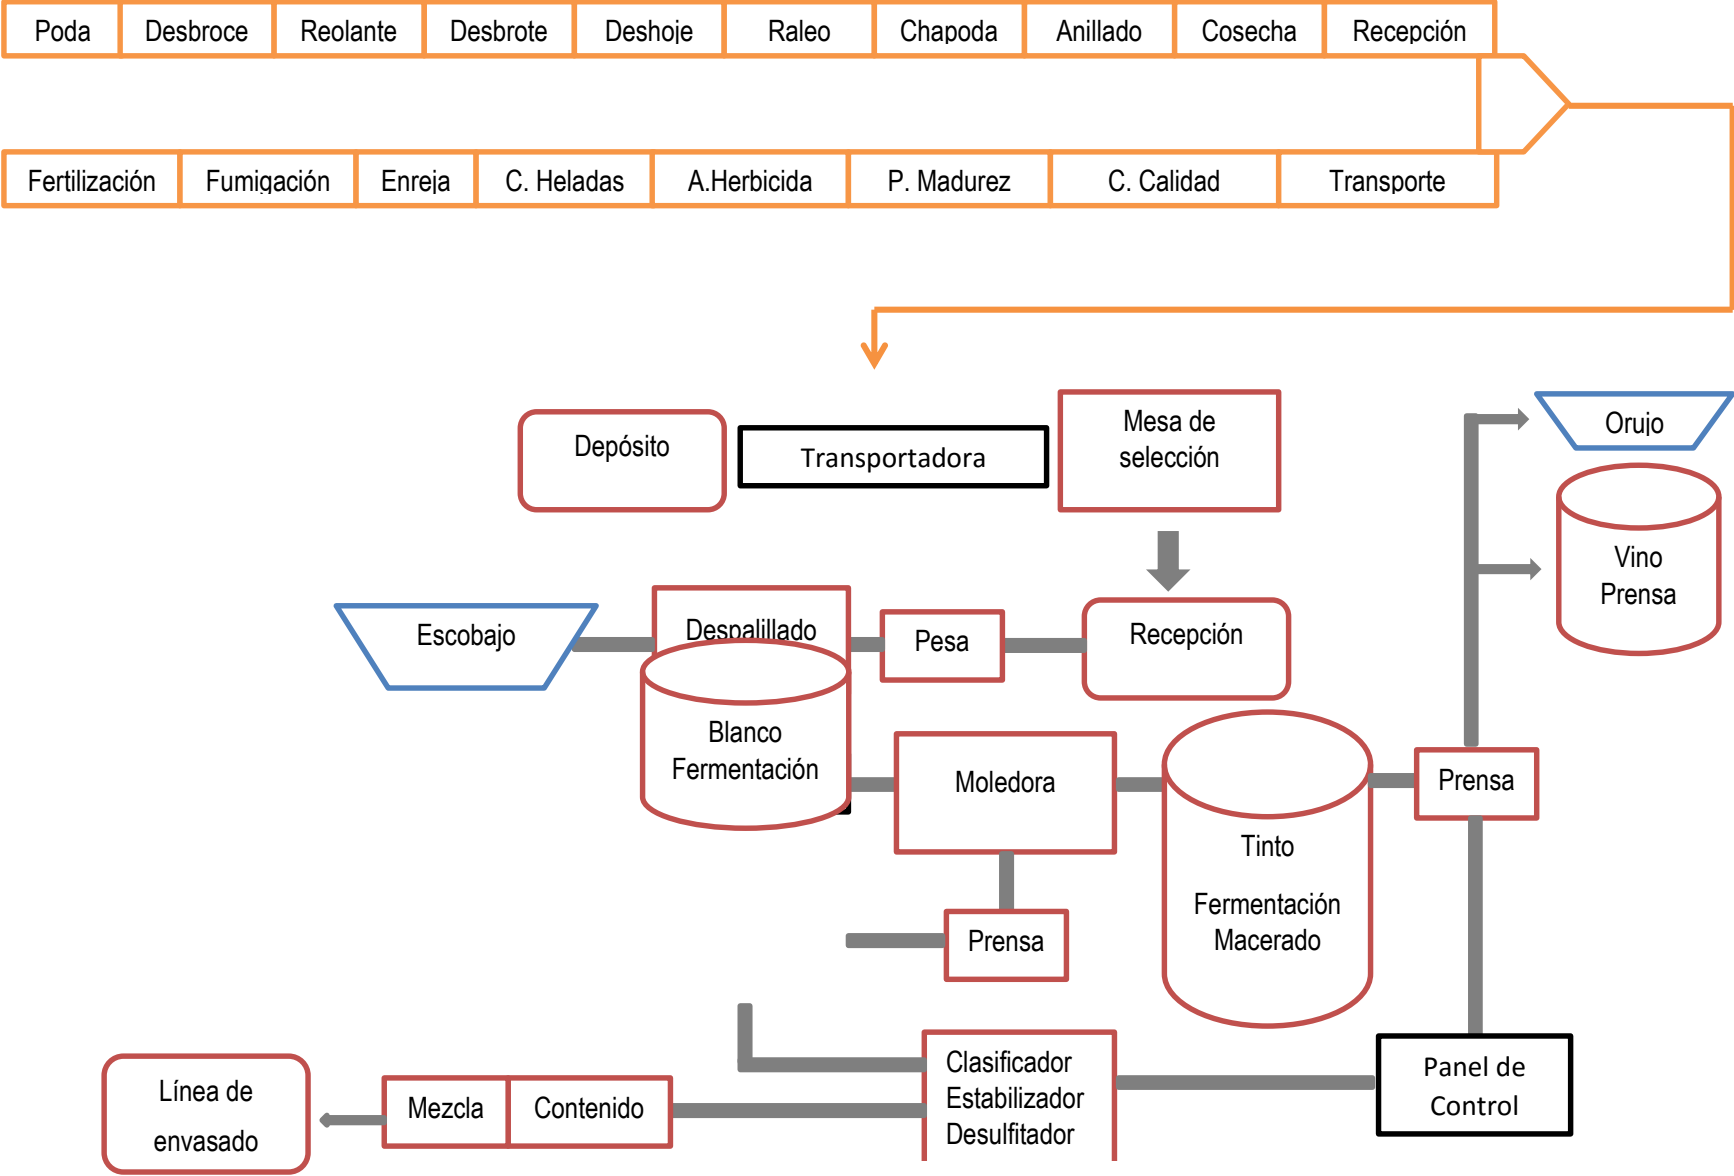 Poda Desbroce Reolante Desbrote Deshoje Raleo Chapoda Anillado Cosecha Recepción
Fertilización Fumigación Enreja C. Heladas A.Herbicida P. Madurez C. Calidad Transporte
Depósito
Transportadora
Mesa de
selección
Orujo
Vino
Prensa
Escobajo
Despalillado
Pesa
Recepción
Blanco
Fermentación
Moledora
Tinto
Fermentación
Macerado
Prensa
Prensa
Clasificador
Estabilizador
Desulfitador
Panel de
Control
Línea de
envasado
Mezcla
Contenido